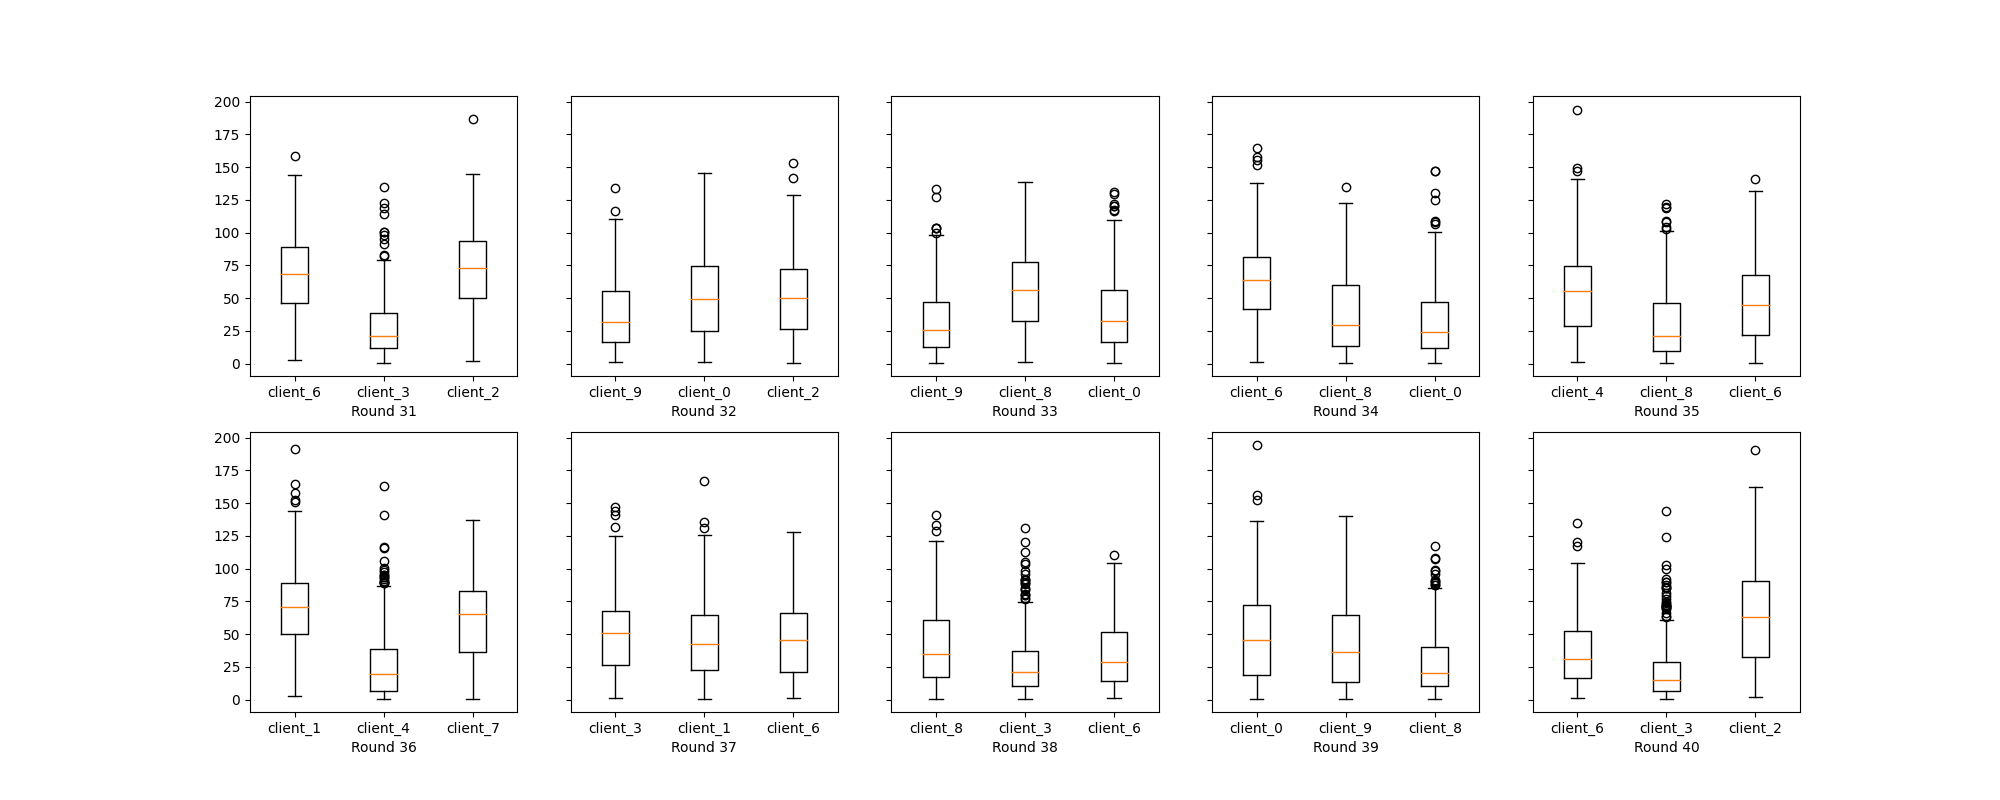 200
175
150
125
100
75
50
25
0
client_6 client_3 client_2
Round 31
client_9 client_0 client_2
Round 32
client_9 client_8 client_0
Round 33
client_6 client_8 client_0
Round 34
client_4 client_8 client_6
Round 35
200
175
150
125
100
75
50
25
0
client_1 client_4 client_7
Round 36
client_3 client_1 client_6
Round 37
client_8 client_3 client_6
Round 38
client_0 client_9 client_8
Round 39
client_6 client_3 client_2
Round 40